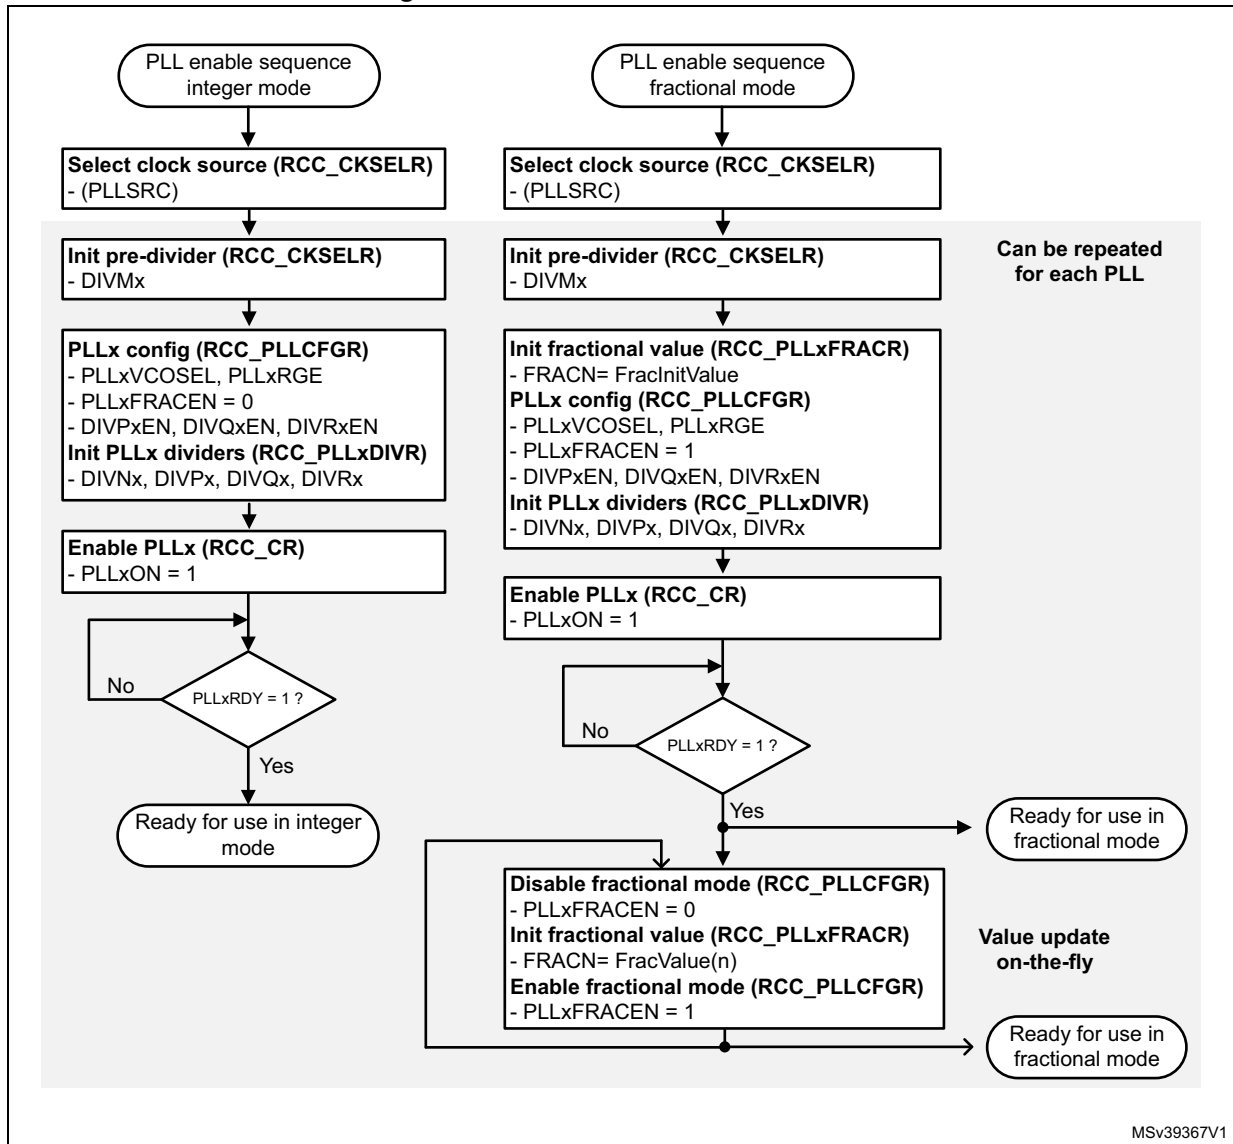 PLL enable sequence
integer mode
Select clock source (RCC_CKSELR)
- (PLLSRC)
Init pre-divider (RCC_CKSELR)
- DIVMx
PLLx config (RCC_PLLCFGR)
- PLLxVCOSEL, PLLxRGE
- PLLxFRACEN = 0
- DIVPxEN, DIVQxEN, DIVRxEN
Init PLLx dividers (RCC_PLLxDIVR)
- DIVNx, DIVPx, DIVQx, DIVRx
Enable PLLx (RCC_CR)
- PLLxON = 1
No
PLLxRDY = 1 ?
Yes
Ready for use in integer
mode
PLL enable sequence
fractional mode
Select clock source (RCC_CKSELR)
- (PLLSRC)
Init pre-divider (RCC_CKSELR)
- DIVMx
Can be repeated
for each PLL
Init fractional value (RCC_PLLxFRACR)
- FRACN= FracInitValue
PLLx config (RCC_PLLCFGR)
- PLLxVCOSEL, PLLxRGE
- PLLxFRACEN = 1
- DIVPxEN, DIVQxEN, DIVRxEN
Init PLLx dividers (RCC_PLLxDIVR)
- DIVNx, DIVPx, DIVQx, DIVRx
Enable PLLx (RCC_CR)
- PLLxON = 1
No
PLLxRDY = 1 ?
Yes
Ready for use in
fractional mode
Disable fractional mode (RCC_PLLCFGR)
- PLLxFRACEN = 0
Init fractional value (RCC_PLLxFRACR)
- FRACN= FracValue(n)
Enable fractional mode (RCC_PLLCFGR)
- PLLxFRACEN = 1
Value update
on-the-fly
Ready for use in
fractional mode
MSv39367V1